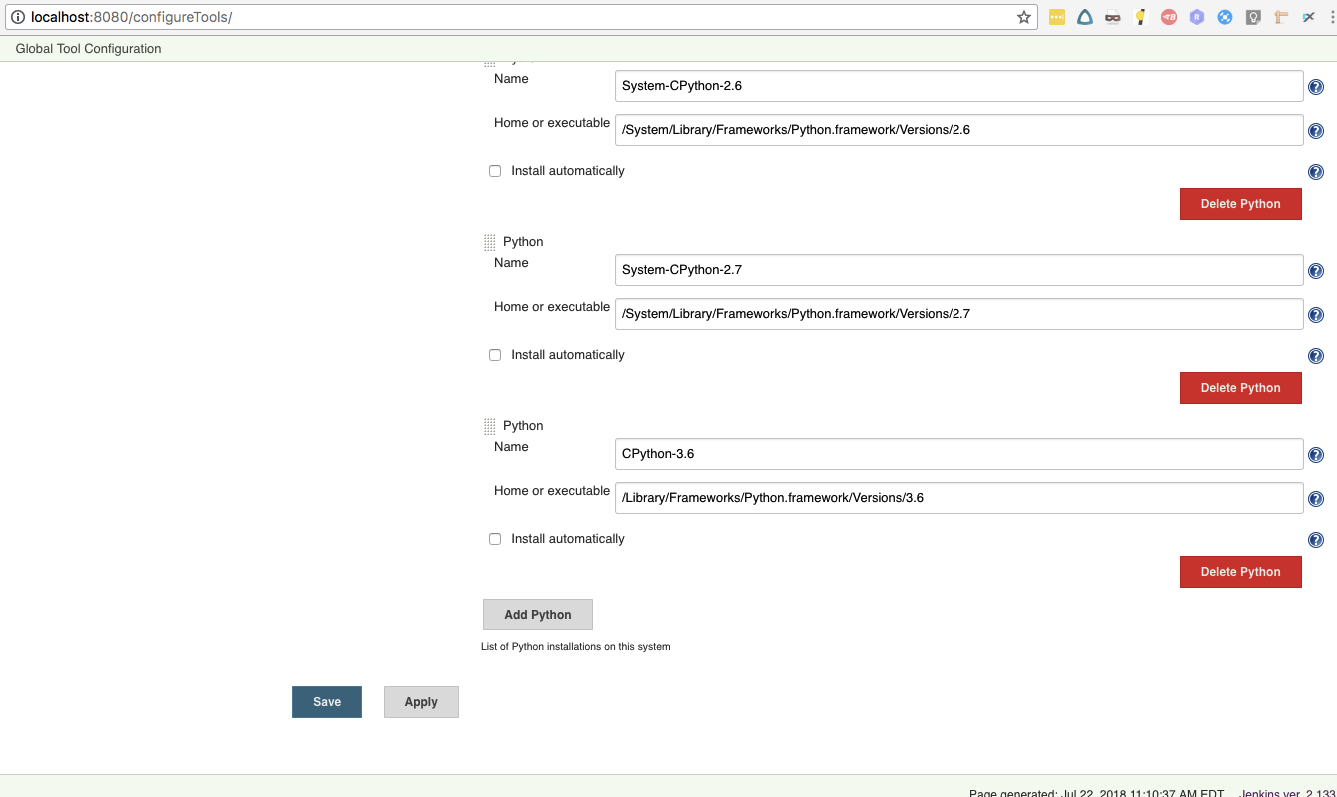 localhost:8080/configureTools/
Global Tool Configuration
Name
System-CPython-2.6
Home or executable
/System/Library/Frameworks/Python.framework/Versions/2.6
Install automatically
Delete Python
Python
Name
System-CPython-2.7
Home or executable
/System/Library/Frameworks/Python.framework/Versions/2.7
Install automatically
Delete Python
Python
Name
CPython-3.6
Home or executable
/Library/Frameworks/Python.framework/Versions/3.6
Install automatically
Delete Python
Add Python
List of Python installations on this system
Save
Apply
Page generated: Jul 22, 2018 11:10:37 AM EDT Jenkins ver. 2.133